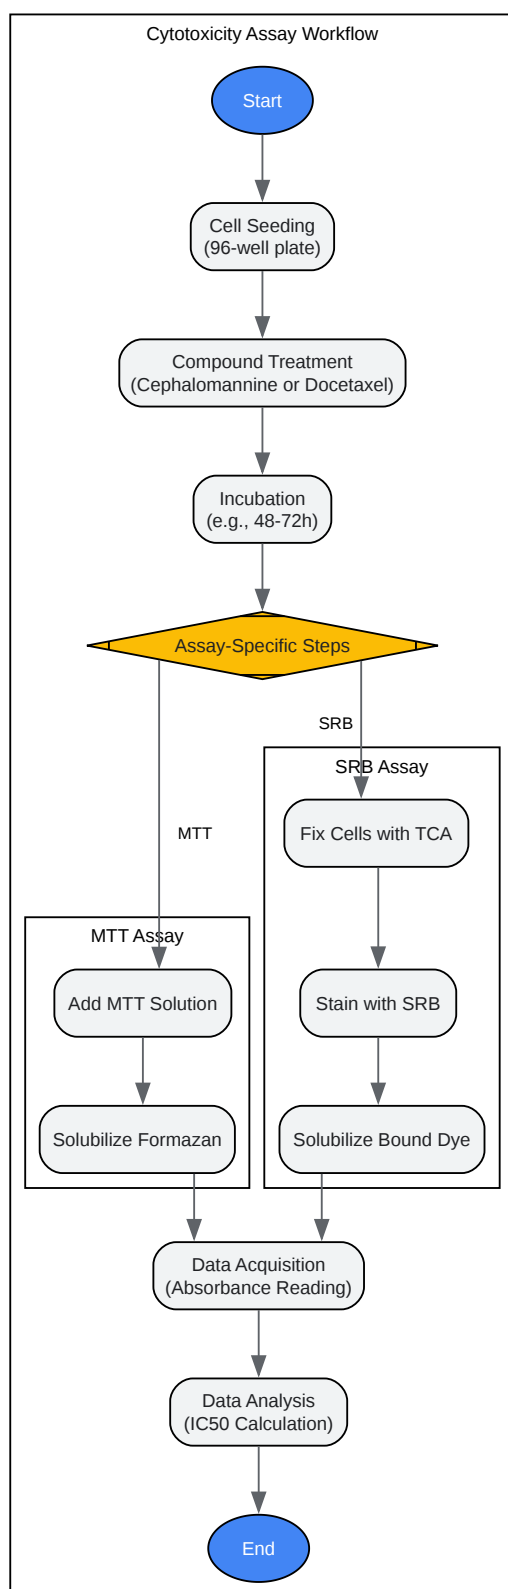 Cytotoxicity Assay Workflow
Start
Cell Seeding
(96-well plate)
Compound Treatment
(Cephalomannine or Docetaxel)
Incubation
(e.g., 48-72h)
Assay-Specific Steps
SRB
SRB Assay
Fix Cells with TCA
MTT
MTT Assay
Add MTT Solution
Stain with SRB
Solubilize Formazan
Solubilize Bound Dye
Data Acquisition
(Absorbance Reading)
Data Analysis
(IC50 Calculation)
End